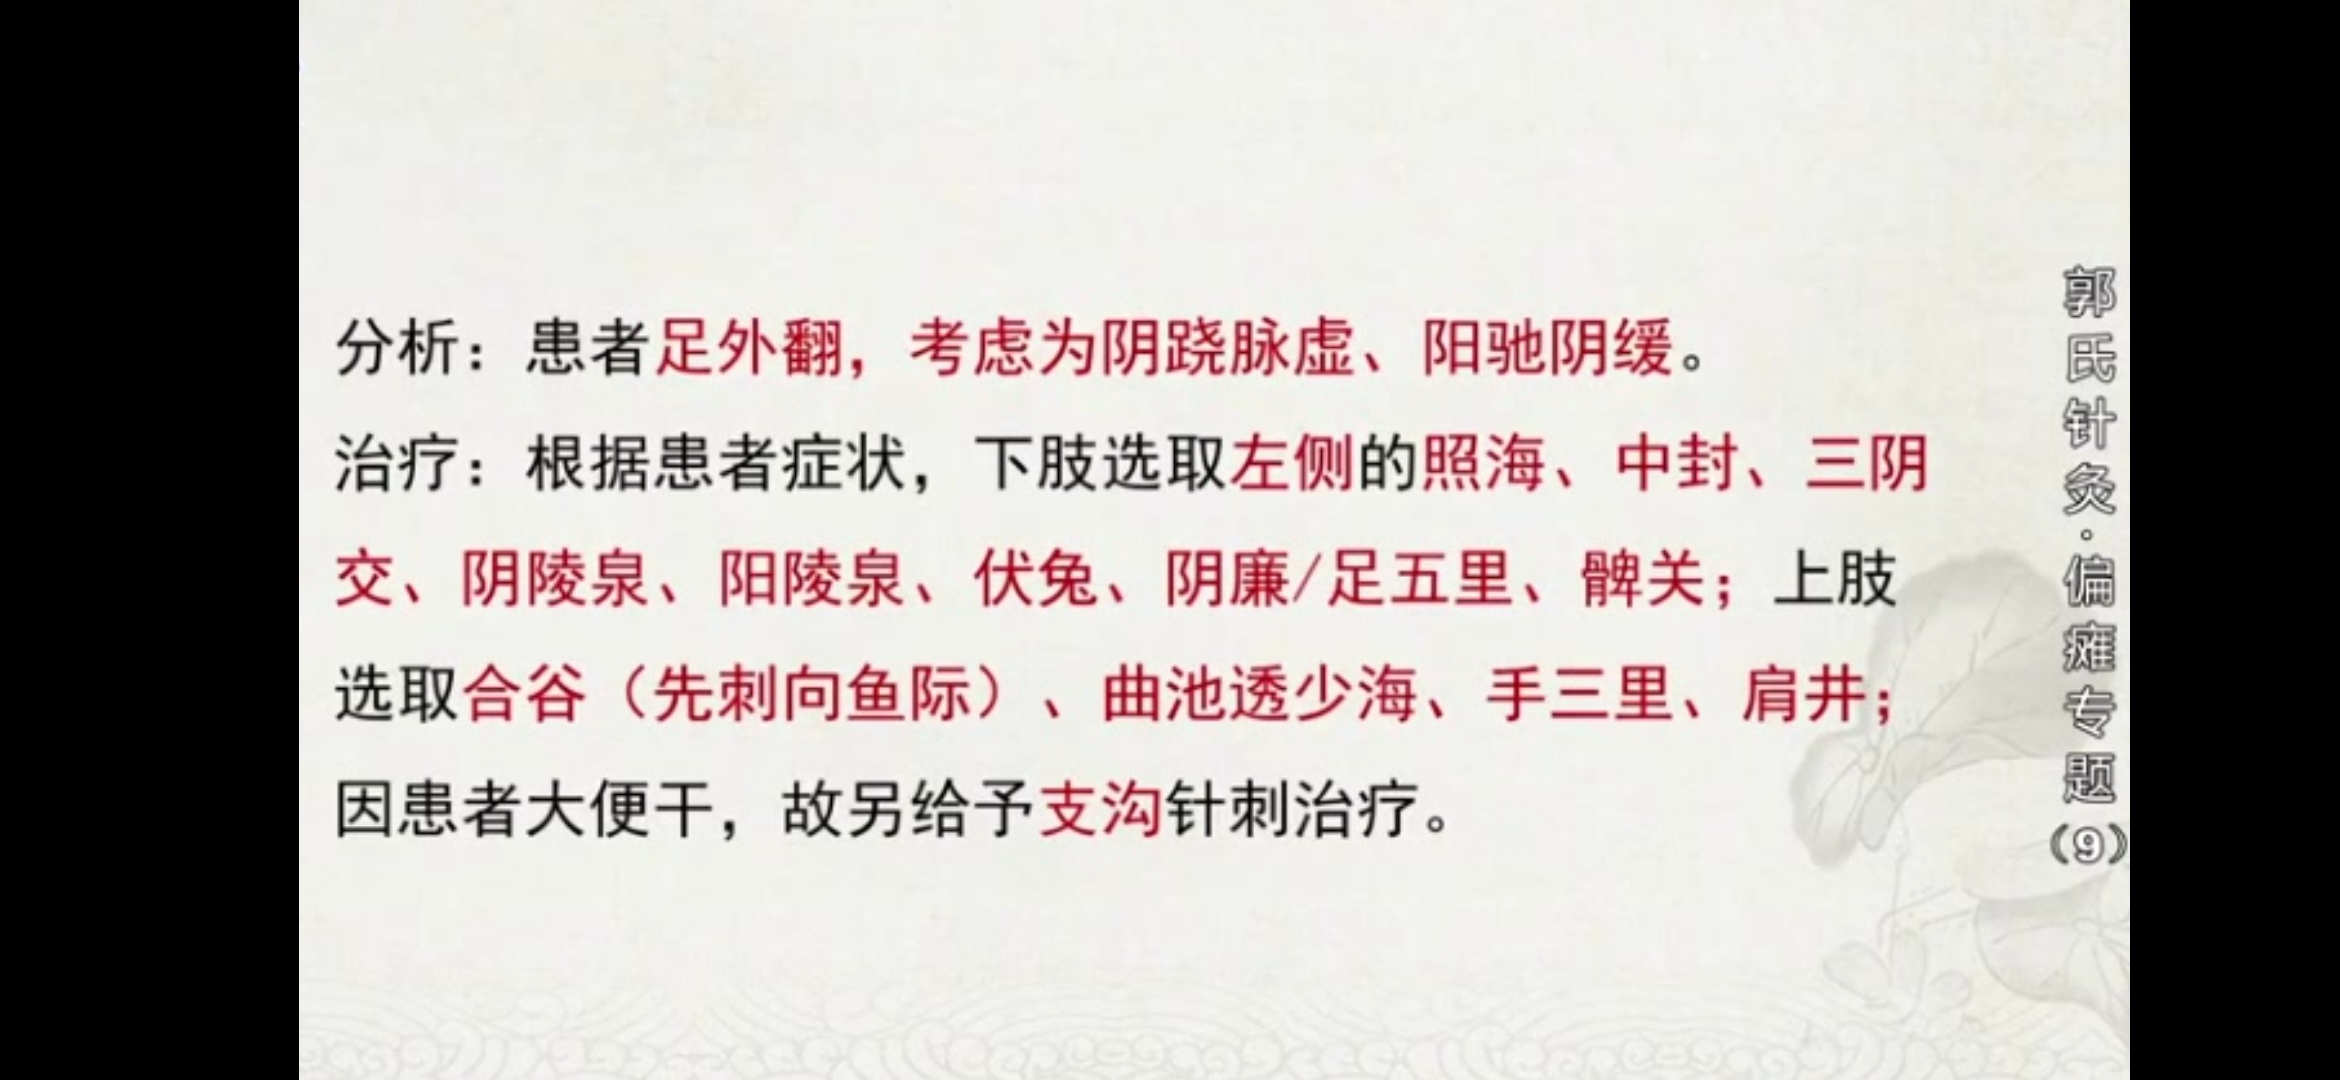 分析：患者足外翻，考虑为阴跷脉虚、阳驰阴缓。
治疗：根据患者症状，下肢选取左侧的照海、中封、三阴
交、阴陵泉、阳陵泉、伏兔、阴廉/足五里、髀关；上肢
选取合谷（先刺向鱼际）、曲池透少海、手三里、肩井；
因患者大便干，故另给予支沟针刺治疗。
郭氏针灸·偏瘫专题（9）